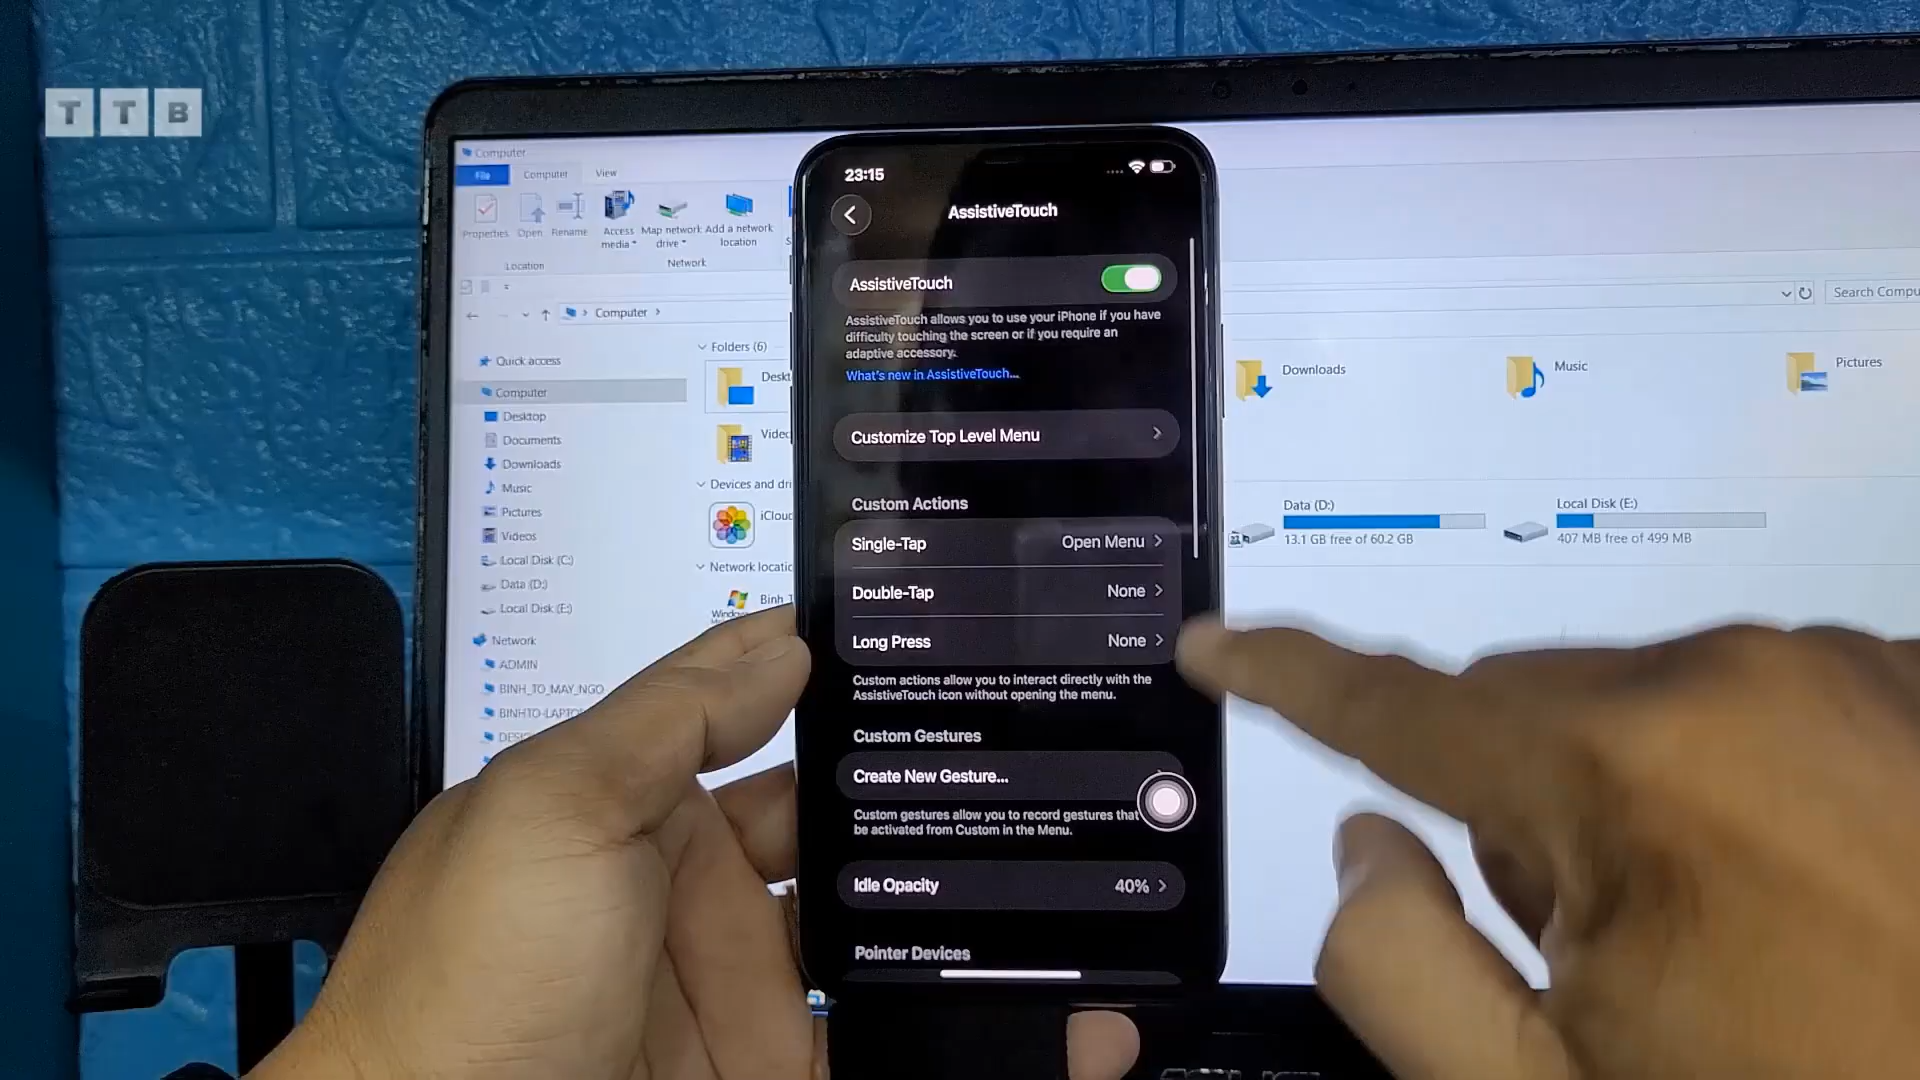 TTB
Computer
File
Computer
View
Properties
Open
Rename
Access
media
Map network
drive
Add a network
location
Location
Network
Computer
Search Compu
Quick access
Computer
Desktop
Documents
Downloads
Music
Pictures
Videos
Local Disk (C:)
Data (D:)
Local Disk (E:)
Network
ADMIN
BINH_TO_MAY_NGO
BINHTO-LAPTO
Folders (6)
Deskt
Videc
Devices and dri
iCloud
Network locatic
Binh T
23:15
AssistiveTouch
AssistiveTouch
AssistiveTouch allows you to use your iPhone if you have
difficulty touching the screen or if you require an
adaptive accessory.
What's new in AssistiveTouch...
Customize Top Level Menu
Custom Actions
Single-Tap
Open Menu
Double-Tap
None
Long Press
None
Custom actions allow you to interact directly with the
AssistiveTouch icon without opening the menu.
Custom Gestures
Create New Gesture...
Custom gestures allow you to record gestures that
be activated from Custom in the Menu.
Idle Opacity
40%
Pointer Devices
Downloads
Music
Pictures
Data (D:)
13.1 GB free of 60.2 GB
Local Disk (E:)
407 MB free of 499 MB